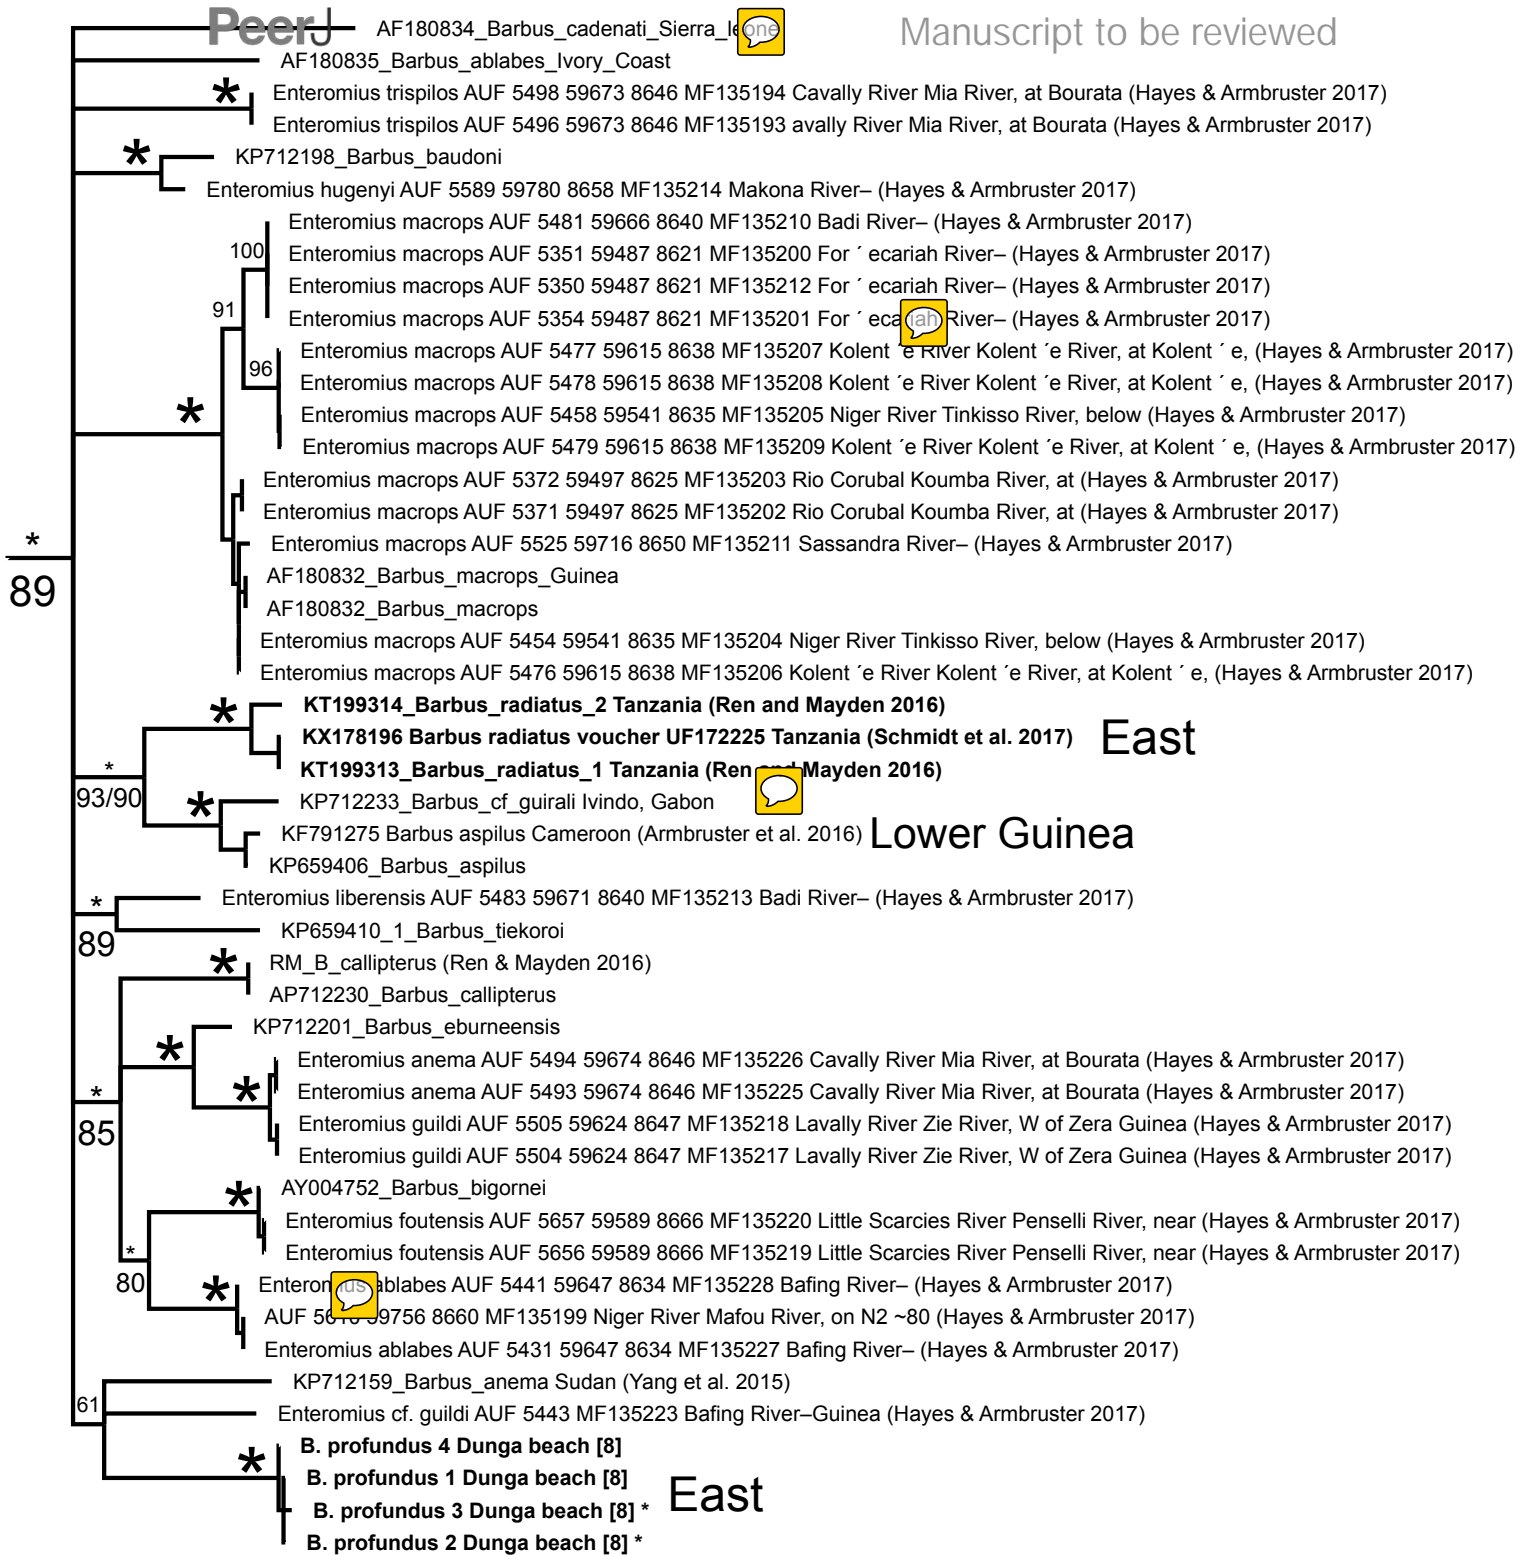 PeerJ Manuscript to be reviewed
*
AF180834_Barbus_cadenati_Sierra_leone
AF180835_Barbus_ablabes_Ivory_Coast
* Enteromius trispilos AUF 5498 59673 8646 MF135194 Cavally River Mia River, at Bourata (Hayes & Armbruster 2017)
Enteromius trispilos AUF 5496 59673 8646 MF135193 avally River Mia River, at Bourata (Hayes & Armbruster 2017)
* KP712198_Barbus_baudoni
Enteromius hugenyi AUF 5589 59780 8658 MF135214 Makona River– (Hayes & Armbruster 2017)
Enteromius macrops AUF 5481 59666 8640 MF135210 Badi River– (Hayes & Armbruster 2017)
100 Enteromius macrops AUF 5351 59487 8621 MF135200 For ´ ecariah River– (Hayes & Armbruster 2017)
Enteromius macrops AUF 5350 59487 8621 MF135212 For ´ ecariah River– (Hayes & Armbruster 2017)
91 Enteromius macrops AUF 5354 59487 8621 MF135201 For ´ ecariah River– (Hayes & Armbruster 2017)
Enteromius macrops AUF 5477 59615 8638 MF135207 Kolent ´e River Kolent ´e River, at Kolent ´ e, (Hayes & Armbruster 2017)
96 Enteromius macrops AUF 5478 59615 8638 MF135208 Kolent ´e River Kolent ´e River, at Kolent ´ e, (Hayes & Armbruster 2017)
* Enteromius macrops AUF 5458 59541 8635 MF135205 Niger River Tinkisso River, below (Hayes & Armbruster 2017)
Enteromius macrops AUF 5479 59615 8638 MF135209 Kolent ´e River Kolent ´e River, at Kolent ´ e, (Hayes & Armbruster 2017)
Enteromius macrops AUF 5372 59497 8625 MF135203 Rio Corubal Koumba River, at (Hayes & Armbruster 2017)
Enteromius macrops AUF 5371 59497 8625 MF135202 Rio Corubal Koumba River, at (Hayes & Armbruster 2017)
* Enteromius macrops AUF 5525 59716 8650 MF135211 Sassandra River– (Hayes & Armbruster 2017)
AF180832_Barbus_macrops_Guinea
89 AF180832_Barbus_macrops
Enteromius macrops AUF 5454 59541 8635 MF135204 Niger River Tinkisso River, below (Hayes & Armbruster 2017)
Enteromius macrops AUF 5476 59615 8638 MF135206 Kolent ´e River Kolent ´e River, at Kolent ´ e, (Hayes & Armbruster 2017)
* KT199314_Barbus_radiatus_2 Tanzania (Ren and Mayden 2016)
KX178196 Barbus radiatus voucher UF172225 Tanzania (Schmidt et al. 2017) East
* KT199313_Barbus_radiatus_1 Tanzania (Ren and Mayden 2016)
93/90 * KP712233_Barbus_cf_guirali Ivindo, Gabon
KF791275 Barbus aspilus Cameroon (Armbruster et al. 2016) Lower Guinea
KP659406_Barbus_aspilus
* Enteromius liberensis AUF 5483 59671 8640 MF135213 Badi River– (Hayes & Armbruster 2017)
89 KP659410_1_Barbus_tiekoroi
* RM_B_callipterus (Ren & Mayden 2016)
AP712230_Barbus_callipterus
KP712201_Barbus_eburneensis
* Enteromius anema AUF 5494 59674 8646 MF135226 Cavally River Mia River, at Bourata (Hayes & Armbruster 2017)
* * Enteromius anema AUF 5493 59674 8646 MF135225 Cavally River Mia River, at Bourata (Hayes & Armbruster 2017)
85 Enteromius guildi AUF 5505 59624 8647 MF135218 Lavally River Zie River, W of Zera Guinea (Hayes & Armbruster 2017)
Enteromius guildi AUF 5504 59624 8647 MF135217 Lavally River Zie River, W of Zera Guinea (Hayes & Armbruster 2017)
* AY004752_Barbus_bigornei
Enteromius foutensis AUF 5657 59589 8666 MF135220 Little Scarcies River Penselli River, near (Hayes & Armbruster 2017)
* Enteromius foutensis AUF 5656 59589 8666 MF135219 Little Scarcies River Penselli River, near (Hayes & Armbruster 2017)
80 * Enteromius ablabes AUF 5441 59647 8634 MF135228 Bafing River– (Hayes & Armbruster 2017)
AUF 59756 8660 MF135199 Niger River Mafou River, on N2 ~80 (Hayes & Armbruster 2017)
Enteromius ablabes AUF 5431 59647 8634 MF135227 Bafing River– (Hayes & Armbruster 2017)
KP712159_Barbus_anema Sudan (Yang et al. 2015)
61 Enteromius cf. guildi AUF 5443 MF135223 Bafing River–Guinea (Hayes & Armbruster 2017)
* B. profundus 4 Dunga beach [8]
B. profundus 1 Dunga beach [8]
East
B. profundus 3 Dunga beach [8] *
B. profundus 2 Dunga beach [8] *